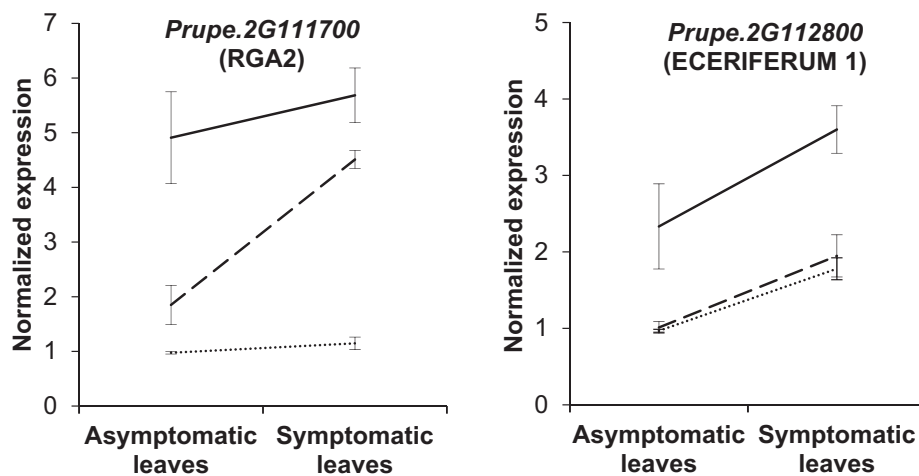 Prupe.2G111700
(RGA2)
Normalized expression
7
6
5
4
3
2
1
0
Asymptomatic leaves
Symptomatic leaves
Prupe.2G112800
(ECERIFERUM 1)
Normalized expression
5
4
3
2
1
0
Asymptomatic leaves
Symptomatic leaves